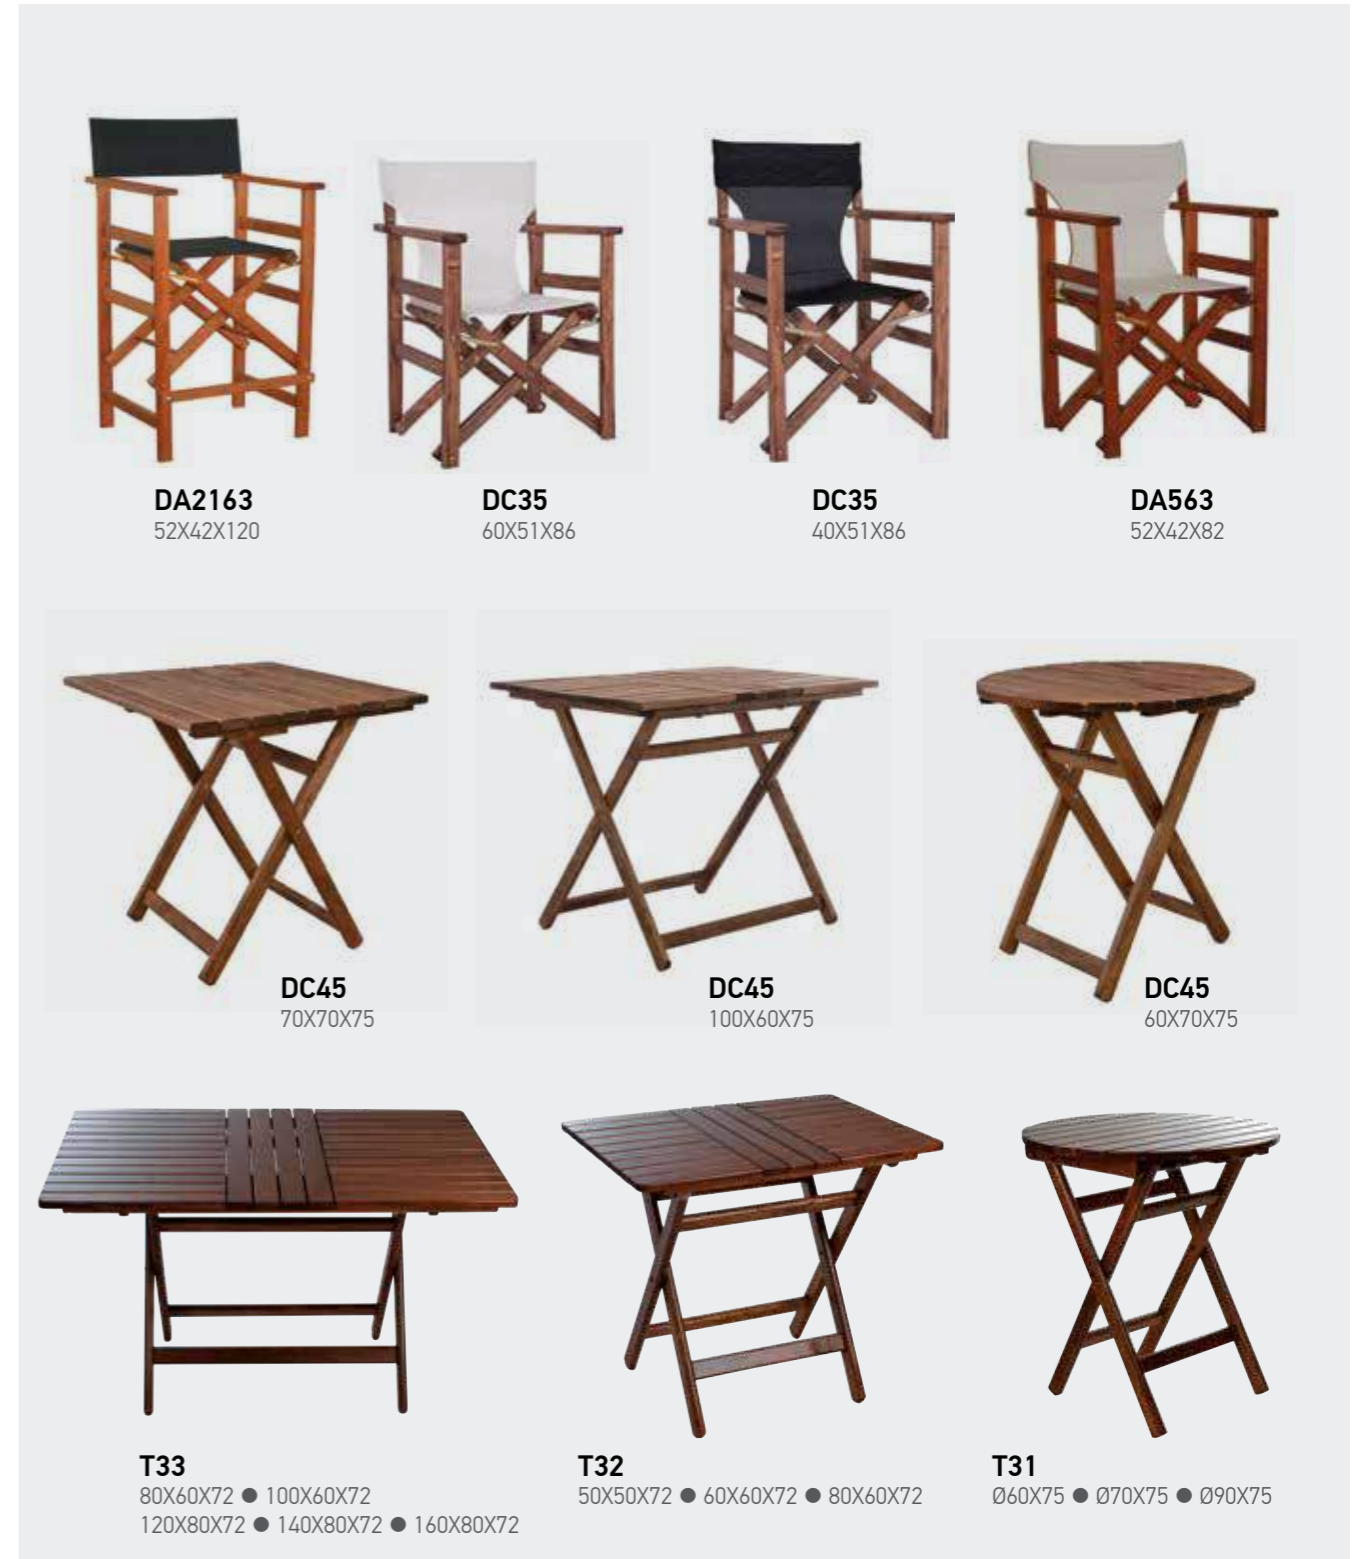 DA2163
52X42X120
DC35
60X51X86
DC35
40X51X86
DA563
52X42X82
DC45
70X70X75
DC45
100X60X75
DC45
60X70X75
T33
80X60X72 ● 100X60X72
120X80X72 ● 140X80X72 ● 160X80X72
T32
50X50X72 ● 60X60X72 ● 80X60X72
T31
Ø60X75 ● Ø70X75 ● Ø90X75